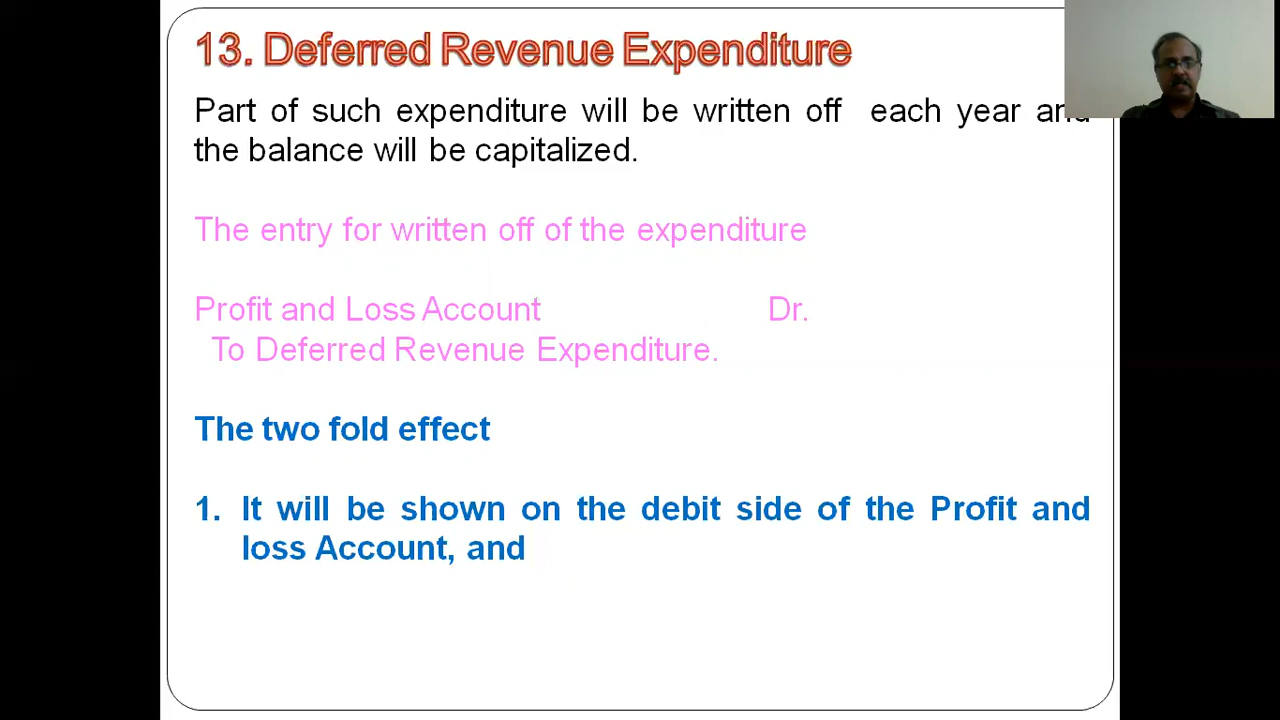 13. Deferred Revenue Expenditure
Part of such expenditure will be written off each year and
the balance will be capitalized.
The entry for written off of the expenditure
Profit and Loss Account Dr.
To Deferred Revenue Expenditure.
The two fold effect
1. It will be shown on the debit side of the Profit and
loss Account, and